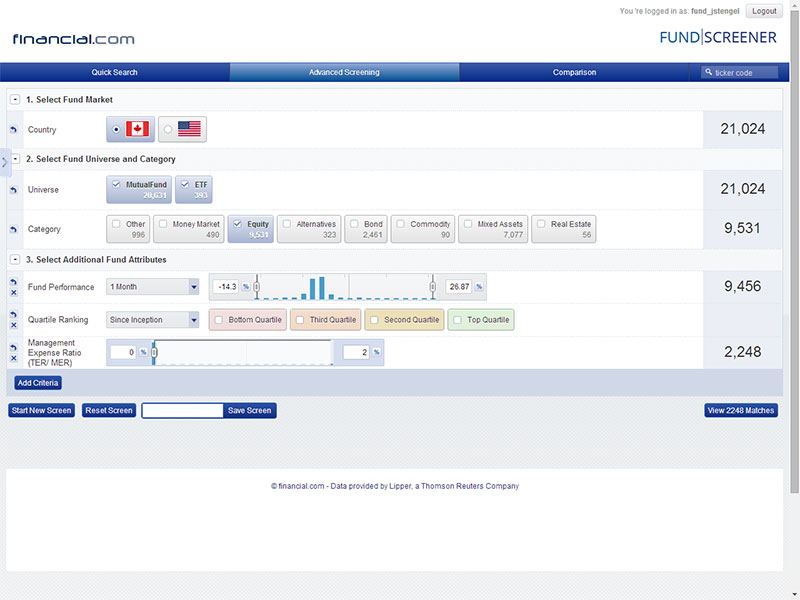 You 're logged in as: fund_jstengel Logout
financial.com
FUND|SCREENER
Quick Search Advanced Screening Comparison ticker code
1. Select Fund Market
Country 21,024
2. Select Fund Universe and Category
Universe MutualFund 20,631 ETF 393 21,024
Category Other 996 Money Market 490 Equity 9,531 Alternatives 323 Bond 2,461 Commodity 90 Mixed Assets 7,077 Real Estate 56 9,531
3. Select Additional Fund Attributes
Fund Performance 1 Month -14.3 % 26.87 % 9,456
Quartile Ranking Since Inception Bottom Quartile Third Quartile Second Quartile Top Quartile
Management
Expense Ratio 0 % 2 % 2,248
(TER/ MER)
Add Criteria
Start New Screen Reset Screen Save Screen View 2248 Matches
© financial.com - Data provided by Lipper, a Thomson Reuters Company